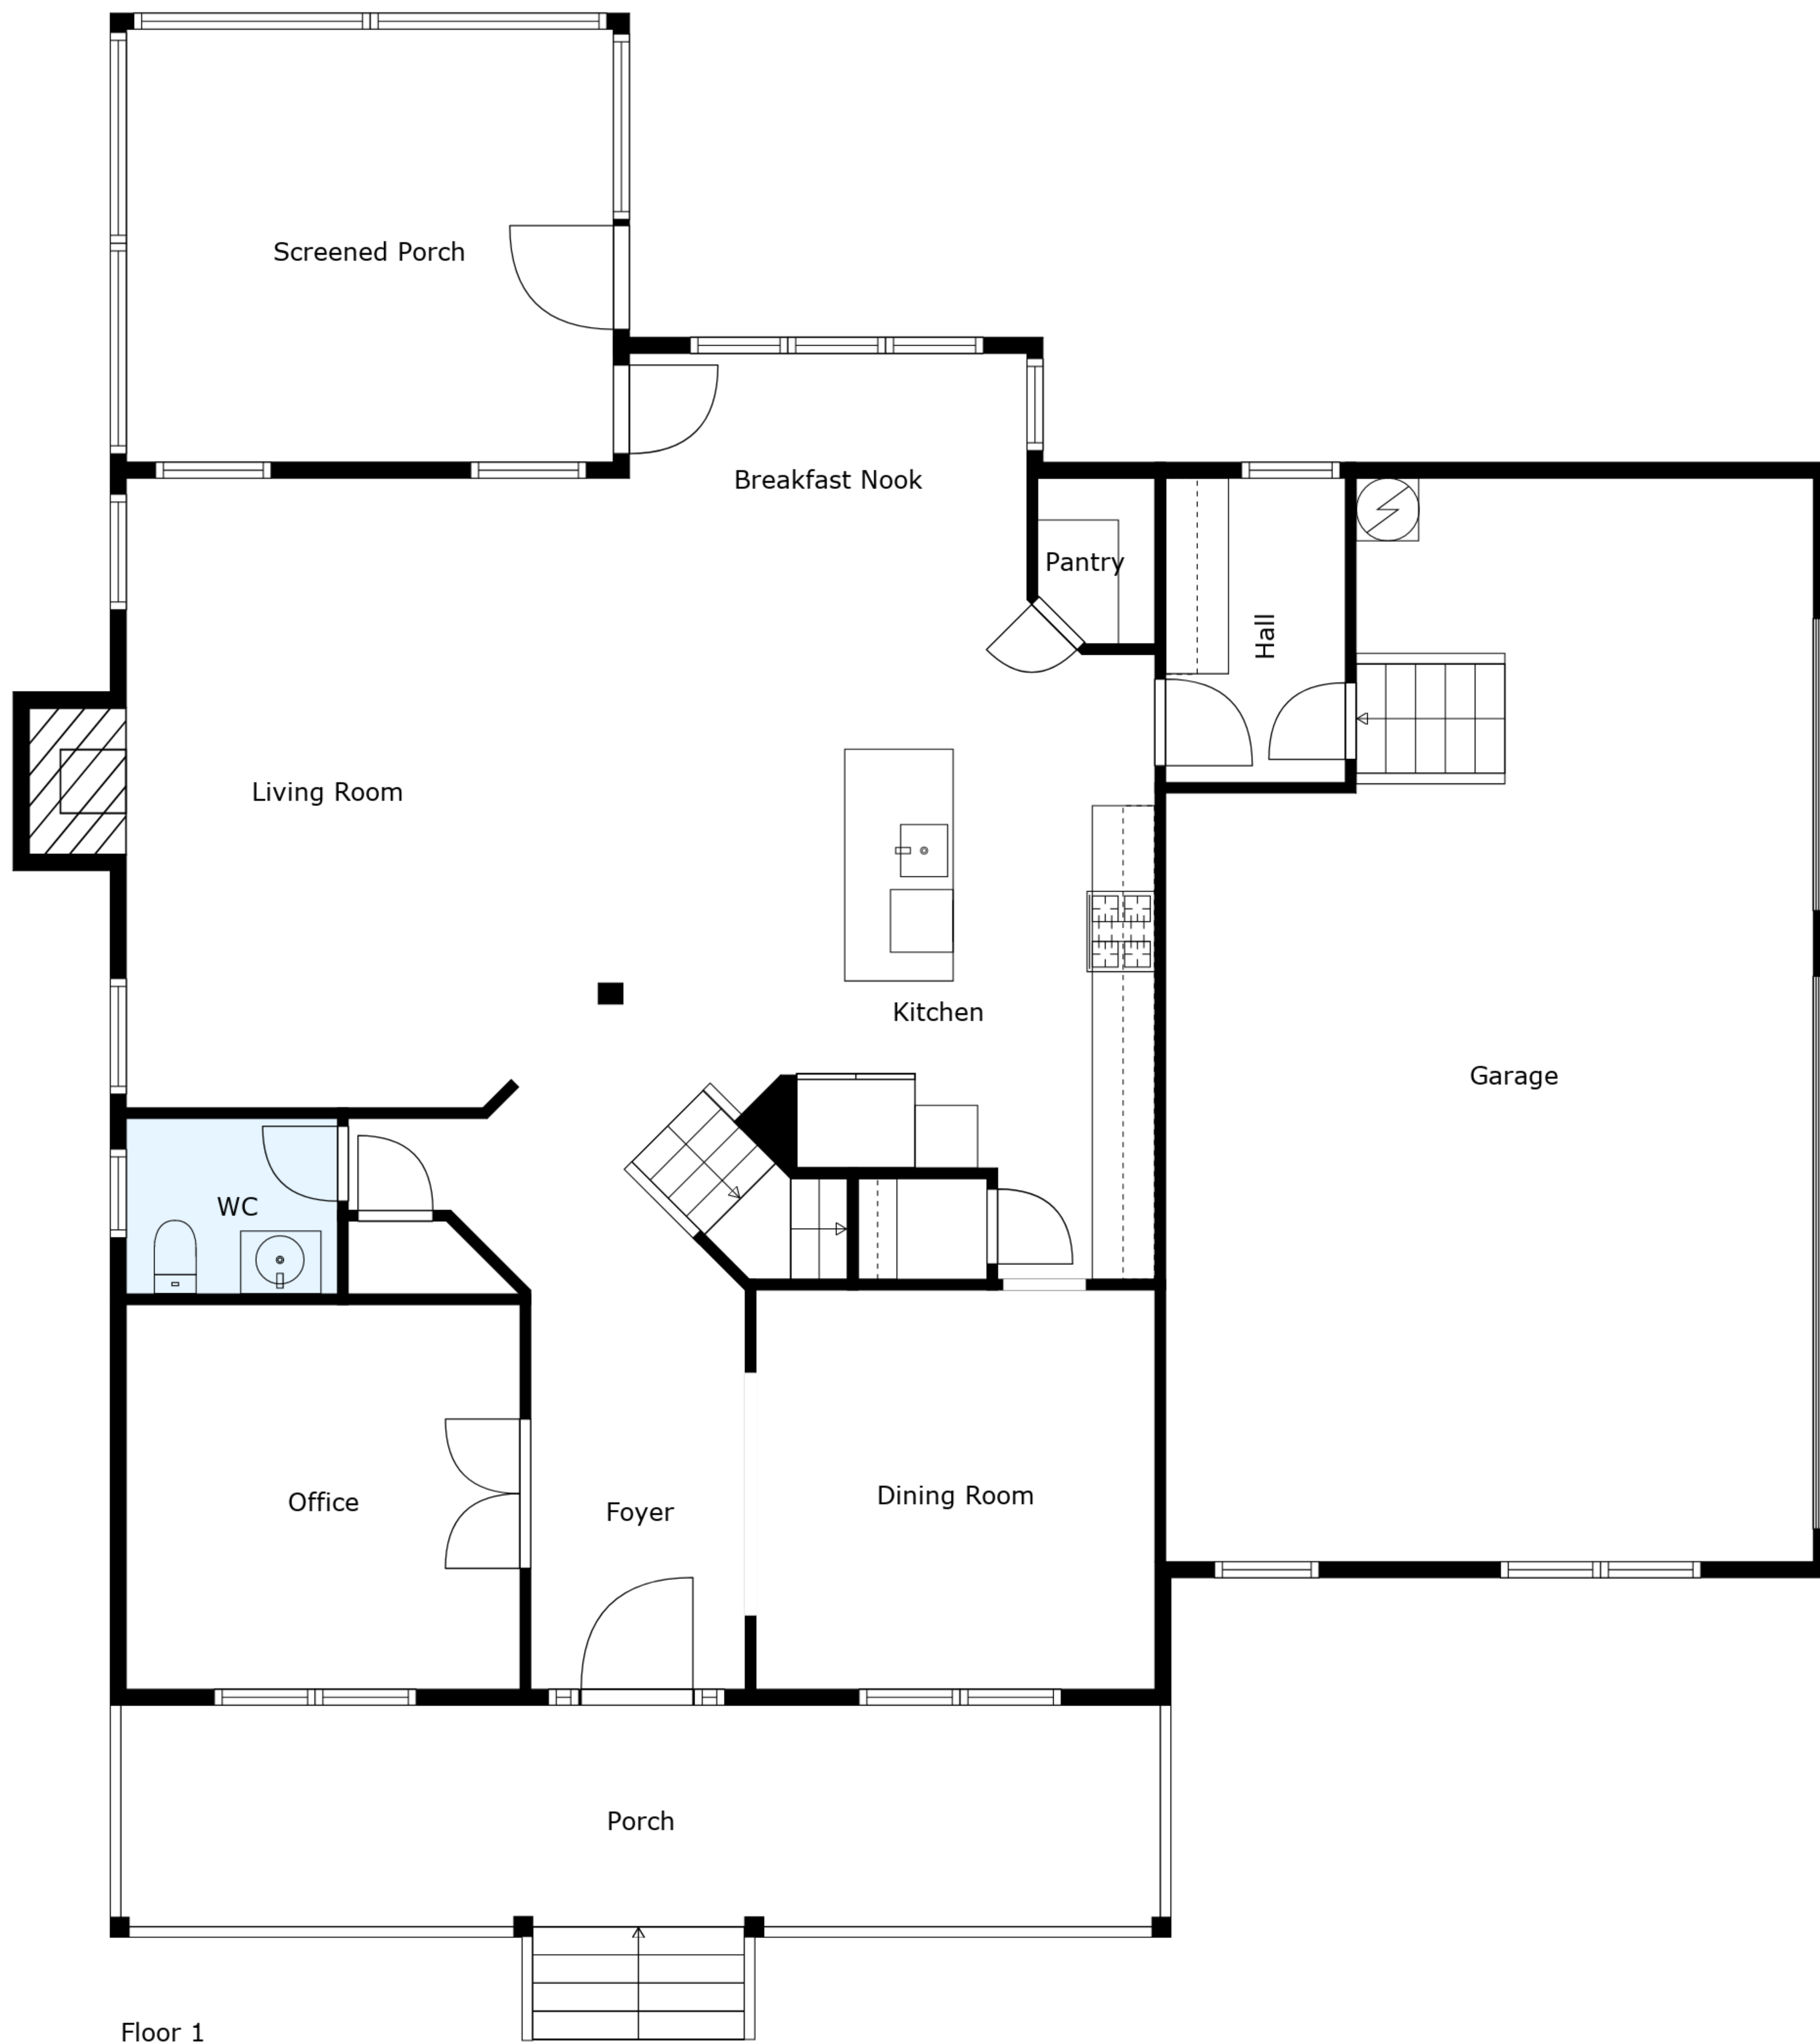 Screened Porch
Breakfast Nook
Pantry
Hall
Living Room
Kitchen
Garage
WC
Office
Foyer
Dining Room
Porch
Floor 1